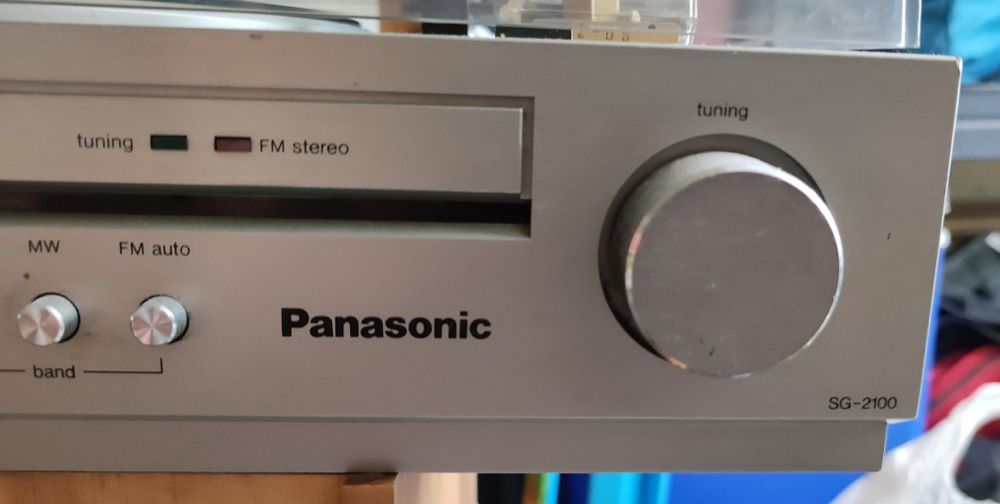 tuning
tuning FM stereo
MW FM auto
Panasonic
band
SG-2100